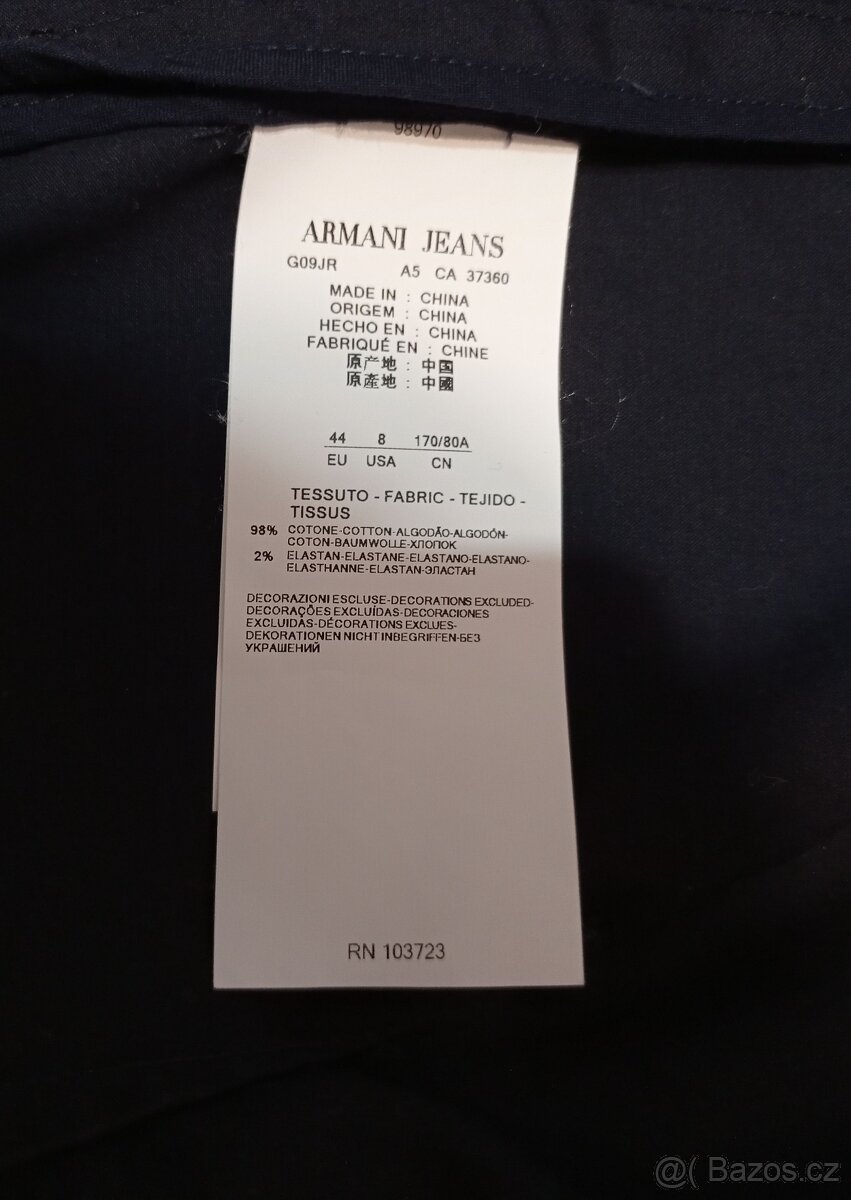 98970
ARMANI JEANS
G09JR A5 CA 37360
MADE IN : CHINA
ORIGEM : CHINA
HECHO EN : CHINA
FABRIQUÉ EN : CHINE
原产地 : 中国
原產地 : 中國
44 8 170/80A
EU USA CN
TESSUTO - FABRIC - TEJIDO -
TISSUS
98% COTONE-COTTON-ALGODÃO-ALGODÓN-
COTON-BAUMWOLLE-ХЛОПОК
2% ELASTAN-ELASTANE-ELASTANO-ELASTANO-
ELASTHANNE-ELASTAN-ЭЛАСТАН
DECORAZIONI ESCLUSE-DECORATIONS EXCLUDED-
DECORAÇÕES EXCLUÍDAS-DECORACIONES
EXCLUIDAS-DÉCORATIONS EXCLUES-
DEKORATIONEN NICHT INBEGRIFFEN-БЕЗ
УКРАШЕНИЙ
RN 103723
@( Bazos.cz